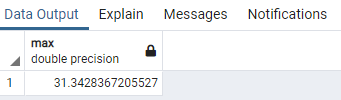 Data Output Explain Messages Notifications
max
double precision
1 31.3428367205527